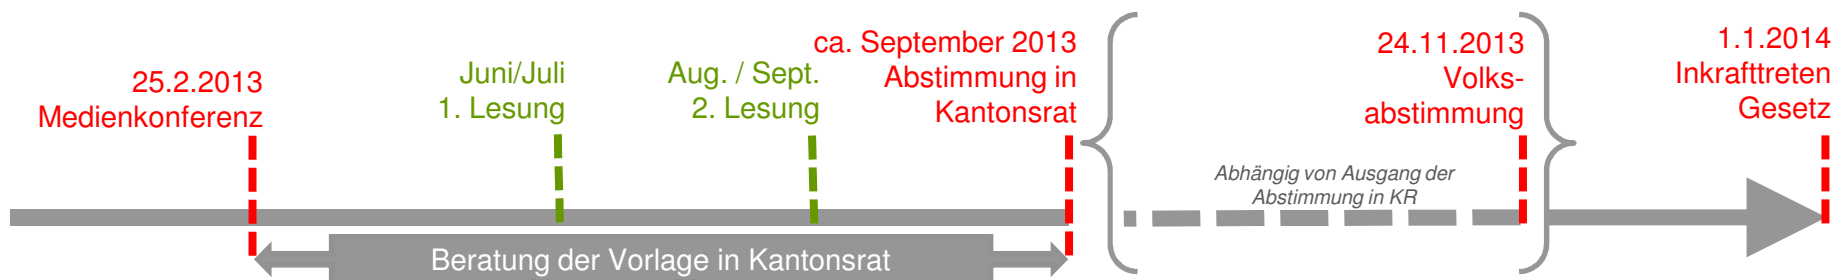 25.2.2013
Medienkonferenz
Juni/Juli
1. Lesung
Aug. / Sept.
2. Lesung
ca. September 2013
Abstimmung in
Kantonsrat
24.11.2013
Volks-
abstimmung
1.1.2014
Inkrafttreten
Gesetz
Abhängig von Ausgang der
Abstimmung in KR
Beratung der Vorlage in Kantonsrat